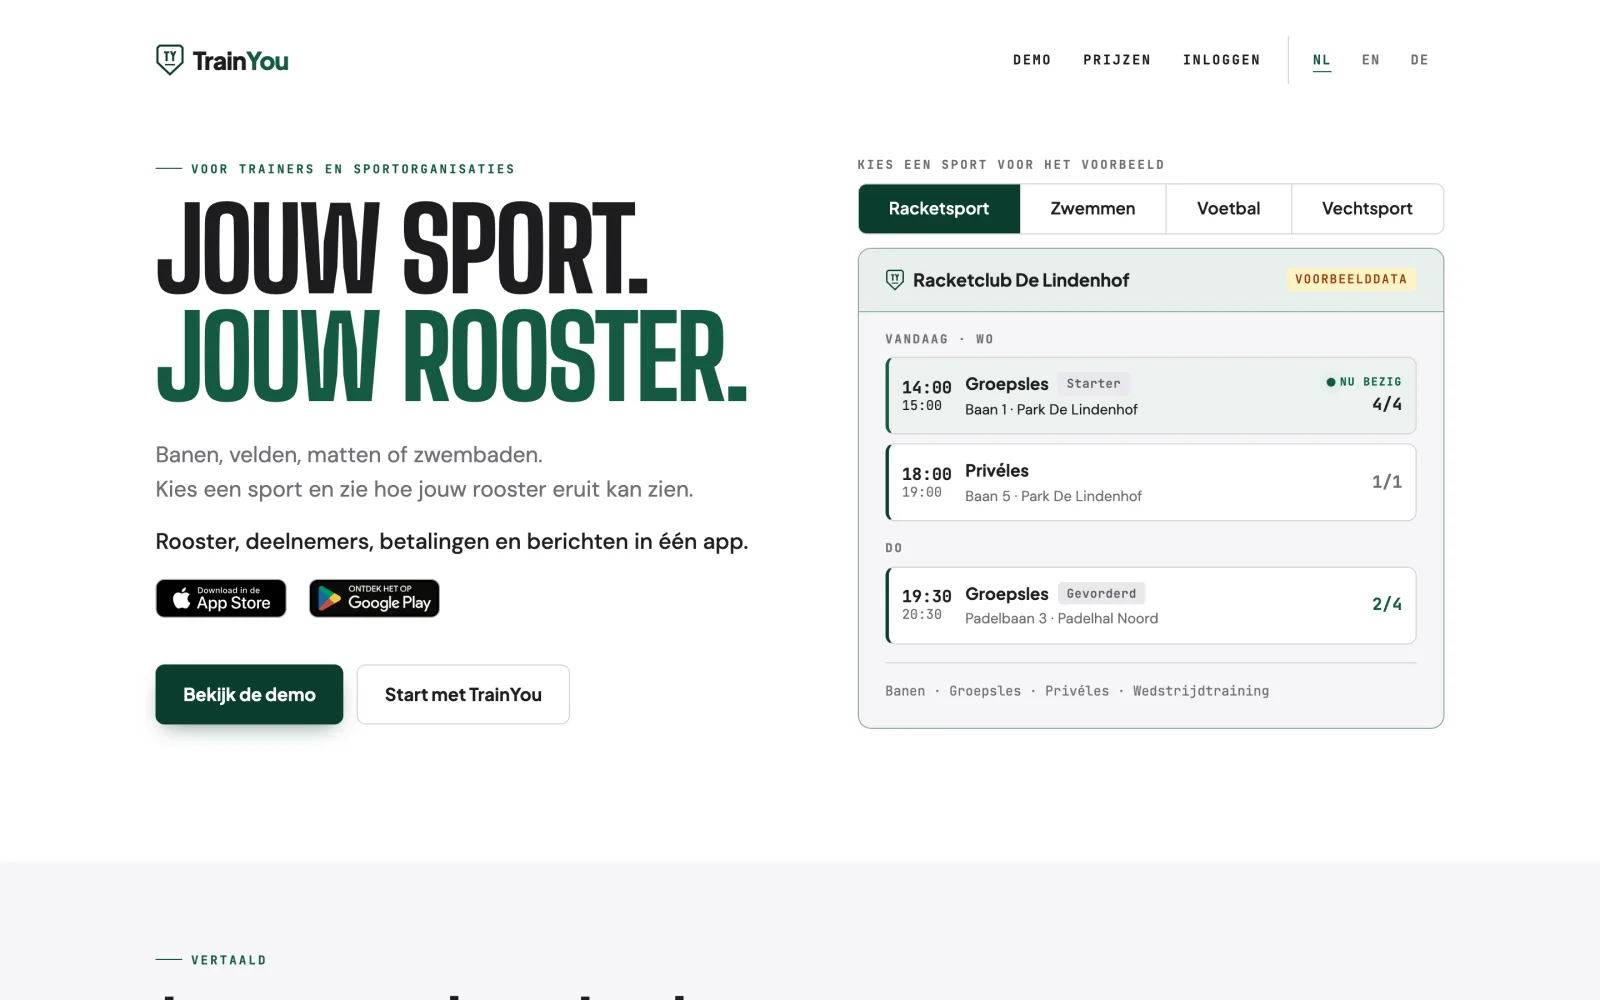 TY TrainYou
DEMO PRIJZEN INLOGGEN NL EN DE
VOOR TRAINERS EN SPORTORGANISATIES
JOUW SPORT.
JOUW ROOSTER.
Banen, velden, matten of zwembaden.
Kies een sport en zie hoe jouw rooster eruit kan zien.
Rooster, deelnemers, betalingen en berichten in één app.
Download in de
App Store
ONTDEK HET OP
Google Play
Bekijk de demo
Start met TrainYou
KIES EEN SPORT VOOR HET VOORBEELD
Racketsport Zwemmen Voetbal Vechtsport
TY Racketclub De Lindenhof VOORBEELDDATA
VANDAAG · WO
14:00 Groepsles Starter NU BEZIG
15:00 Baan 1 · Park De Lindenhof 4/4
18:00 Privéles
19:00 Baan 5 · Park De Lindenhof 1/1
DO
19:30 Groepsles Gevorderd
20:30 Padelbaan 3 · Padelhal Noord 2/4
Banen · Groepsles · Privéles · Wedstrijdtraining
VERTAALD